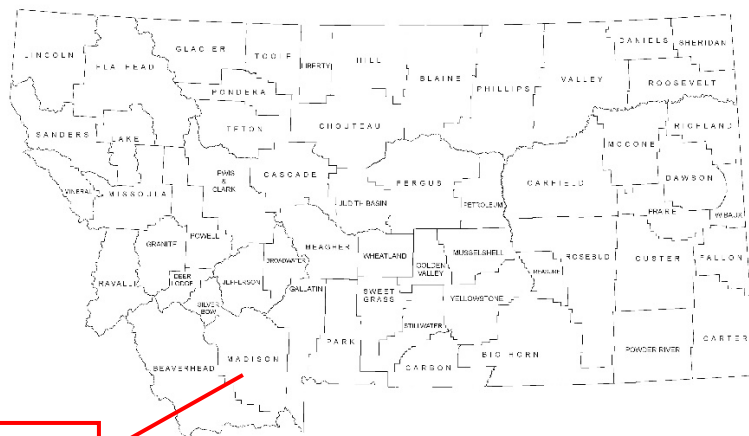 LINCOLN
FLATHEAD
GLACIER
TOOLE
LIBERTY
HILL
BLAINE
PHILLIPS
VALLEY
DANIELS
SHERIDAN
ROOSEVELT
PONDERA
TETON
CHOUTEAU
RICHLAND
SANDERS
LAKE
MCCONE
MINERAL
MISSOULA
LEWIS
&
CLARK
CASCADE
JUDITH BASIN
FERGUS
PETROLEUM
GARFIELD
DAWSON
PRAIRIE
WIBAUX
GRANITE
POWELL
MEAGHER
WHEATLAND
GOLDEN
VALLEY
MUSSELSHELL
ROSEBUD
CUSTER
FALLON
RAVALLI
DEER
LODGE
JEFFERSON
BROADWATER
GALLATIN
SWEET
GRASS
YELLOWSTONE
TREASURE
SILVER
BOW
STILLWATER
PARK
CARBON
BIG HORN
POWDER RIVER
CARTER
BEAVERHEAD
MADISON